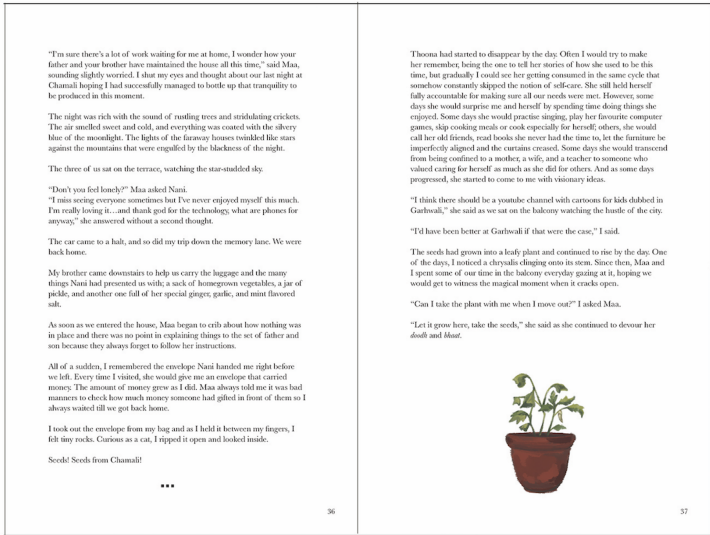 “I’m sure there’s a lot of work waiting for me at home, I wonder how your
father and your brother have maintained the house all this time,” said Maa,
sounding slightly worried. I shut my eyes and thought about our last night at
Chamali hoping I had successfully managed to bottle up that tranquility to
be produced in this moment.
The night was rich with the sound of rustling trees and stridulating crickets.
The air smelled sweet and cold, and everything was coated with the silvery
blue of the moonlight. The lights of the faraway houses twinkled like stars
against the mountains that were engulfed by the blackness of the night.
The three of us sat on the terrace, watching the star-studded sky.
“Don’t you feel lonely?” Maa asked Nani.
“I miss seeing everyone sometimes but I’ve never enjoyed myself this much.
I’m really loving it…and thank god for the technology, what are phones for
anyway,” she answered without a second thought.
The car came to a halt, and so did my trip down the memory lane. We were
back home.
My brother came downstairs to help us carry the luggage and the many
things Nani had presented us with; a sack of homegrown vegetables, a jar of
pickle, and another one full of her special ginger, garlic, and mint flavored
salt.
As soon as we entered the house, Maa began to crib about how nothing was
in place and there was no point in explaining things to the set of father and
son because they always forget to follow her instructions.
All of a sudden, I remembered the envelope Nani handed me right before
we left. Every time I visited, she would give me an envelope that carried
money. The amount of money grew as I did. Maa always told me it was bad
manners to check how much money someone had gifted in front of them so I
always waited till we got back home.
I took out the envelope from my bag and as I held it between my fingers, I
felt tiny rocks. Curious as a cat, I ripped it open and looked inside.
Seeds! Seeds from Chamali!
36
Thoona had started to disappear by the day. Often I would try to make
her remember, being the one to tell her stories of how she used to be this
time, but gradually I could see her getting consumed in the same cycle that
somehow constantly skipped the notion of self-care. She still held herself
fully accountable for making sure all our needs were met. However, some
days she would surprise me and herself by spending time doing things she
enjoyed. Some days she would practise singing, play her favourite computer
games, skip cooking meals or cook especially for herself; others, she would
call her old friends, read books she never had the time to, let the furniture be
imperfectly aligned and the curtains creased. Some days she would transcend
from being confined to a mother, a wife, and a teacher to someone who
valued caring for herself as much as she did for others. And as some days
progressed, she started to come to me with visionary ideas.
“I think there should be a youtube channel with cartoons for kids dubbed in
Garhwali,” she said as we sat on the balcony watching the hustle of the city.
“I’d have been better at Garhwali if that were the case,” I said.
The seeds had grown into a leafy plant and continued to rise by the day. One
of the days, I noticed a chrysalis clinging onto its stem. Since then, Maa and
I spent some of our time in the balcony everyday gazing at it, hoping we
would get to witness the magical moment when it cracks open.
“Can I take the plant with me when I move out?” I asked Maa.
“Let it grow here, take the seeds,” she said as she continued to devour her
doodh and bhaat.
37